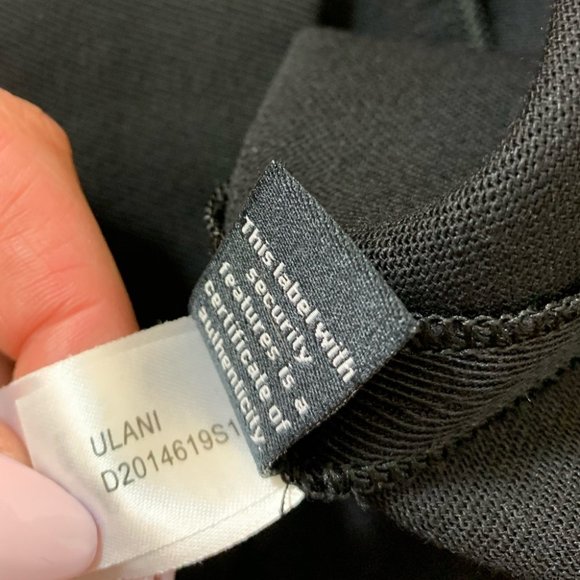 This label with
security
features is a
certificate of
authenticity
ULANI
D2014619S1